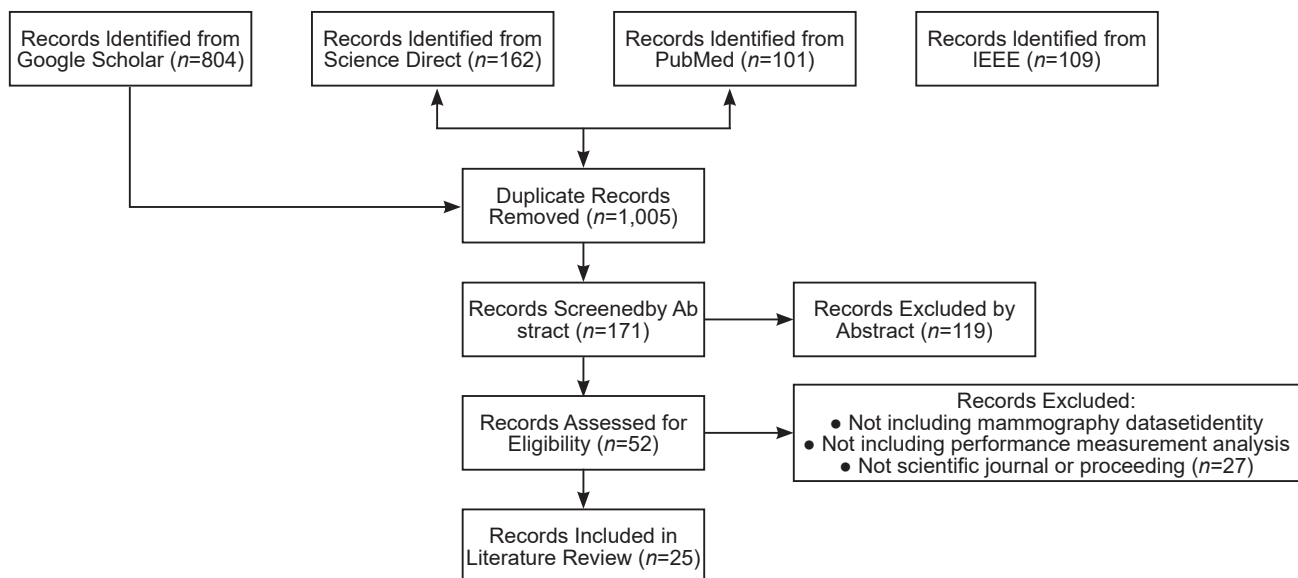 Records Identified from
Google Scholar (n=804)
Records Identified from
Science Direct (n=162)
Records Identified from
PubMed (n=101)
Records Identified from
IEEE (n=109)
Duplicate Records
Removed (n=1,005)
Records Screenedby Ab
stract (n=171)
Records Excluded by
Abstract (n=119)
Records Assessed for
Eligibility (n=52)
Records Excluded:
● Not including mammography datasetidentity
● Not including performance measurement analysis
● Not scientific journal or proceeding (n=27)
Records Included in
Literature Review (n=25)